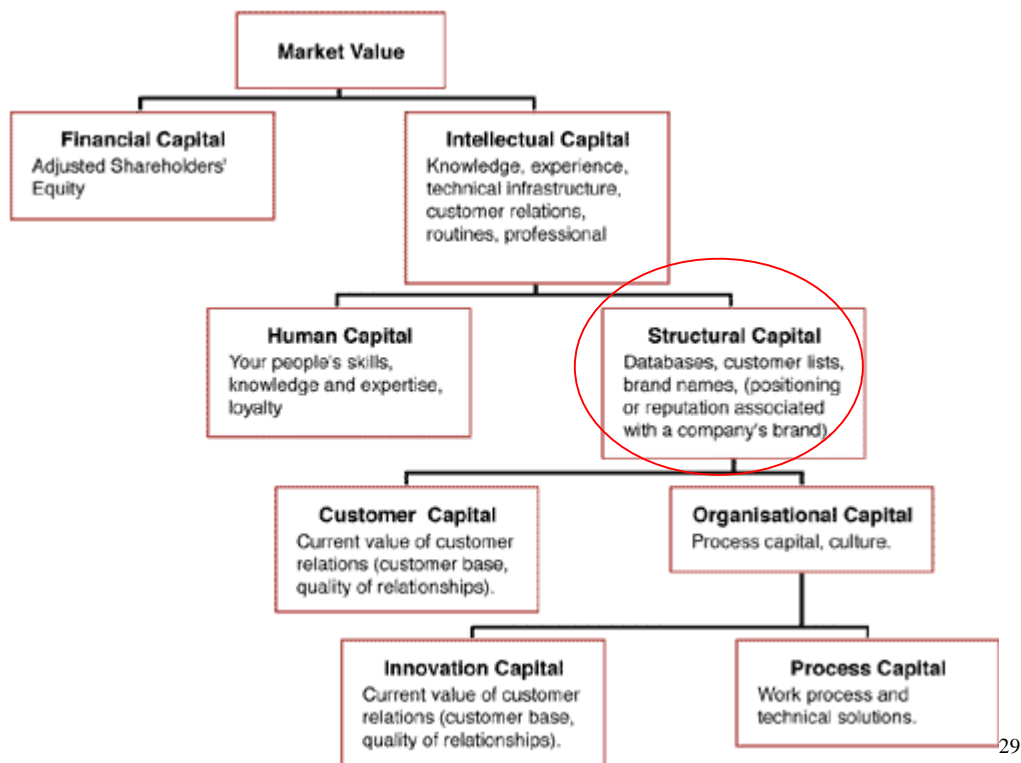 Market Value
Financial Capital
Adjusted Shareholders'
Equity
Intellectual Capital
Knowledge, experience,
technical infrastructure,
customer relations,
routines, professional
Human Capital
Your people's skills,
knowledge and expertise,
loyalty
Structural Capital
Databases, customer lists,
brand names, (positioning
or reputation associated
with a company's brand)
Customer Capital
Current value of customer
relations (customer base,
quality of relationships).
Organisational Capital
Process capital, culture.
Innovation Capital
Current value of customer
relations (customer base,
quality of relationships).
Process Capital
Work process and
technical solutions.
29